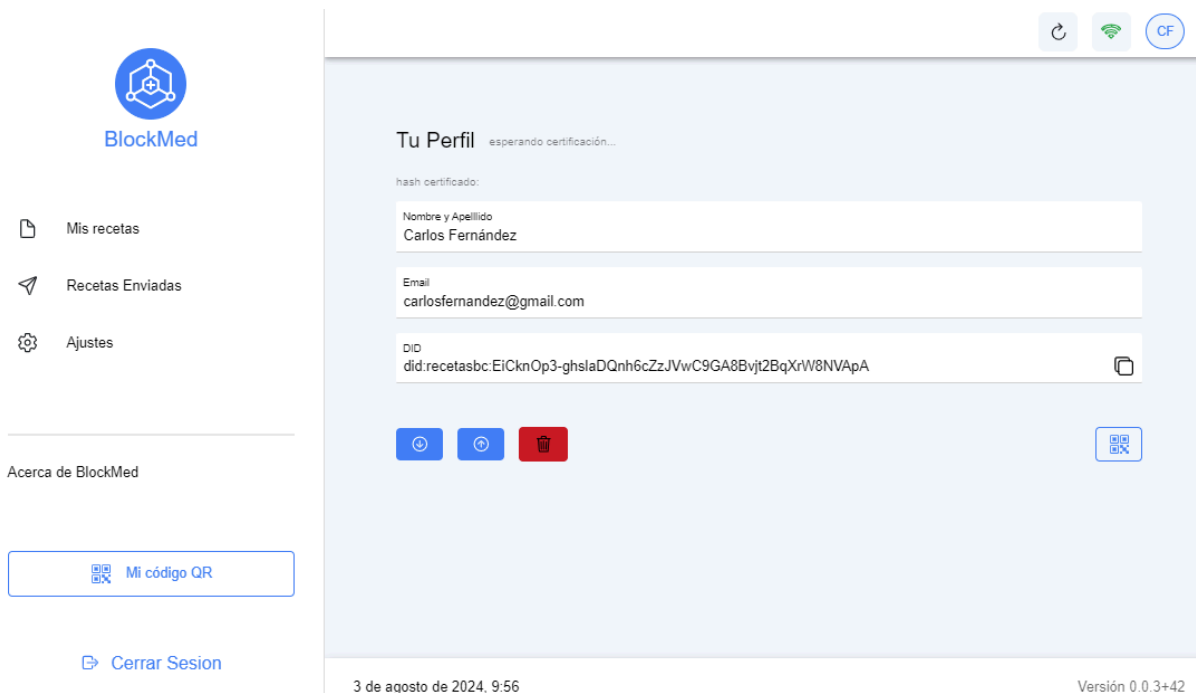 BlockMed
Mis recetas
Recetas Enviadas
Ajustes
Acerca de BlockMed
Mi código QR
Cerrar Sesion
CF
Tu Perfil esperando certificación...
hash certificado:
Nombre y Apelllido
Carlos Fernández
Email
carlosfernandez@gmail.com
DID
did:recetasbc:EiCknOp3-ghslaDQnh6cZzJVwC9GA8Bvjt2BqXrW8NVApA
3 de agosto de 2024, 9:56
Versión 0.0.3+42